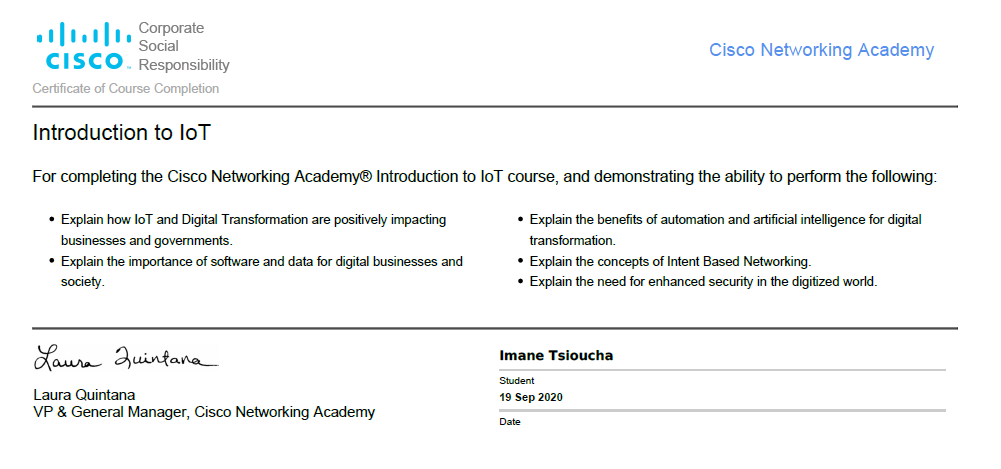 Corporate
Social
Responsibility
CISCO
Cisco Networking Academy
Certificate of Course Completion
Introduction to IoT
For completing the Cisco Networking Academy® Introduction to IoT course, and demonstrating the ability to perform the following:
• Explain how IoT and Digital Transformation are positively impacting
businesses and governments.
• Explain the importance of software and data for digital businesses and
society.
• Explain the benefits of automation and artificial intelligence for digital
transformation.
• Explain the concepts of Intent Based Networking.
• Explain the need for enhanced security in the digitized world.
Laura Quintana
Laura Quintana
VP & General Manager, Cisco Networking Academy
Imane Tsioucha
Student
19 Sep 2020
Date